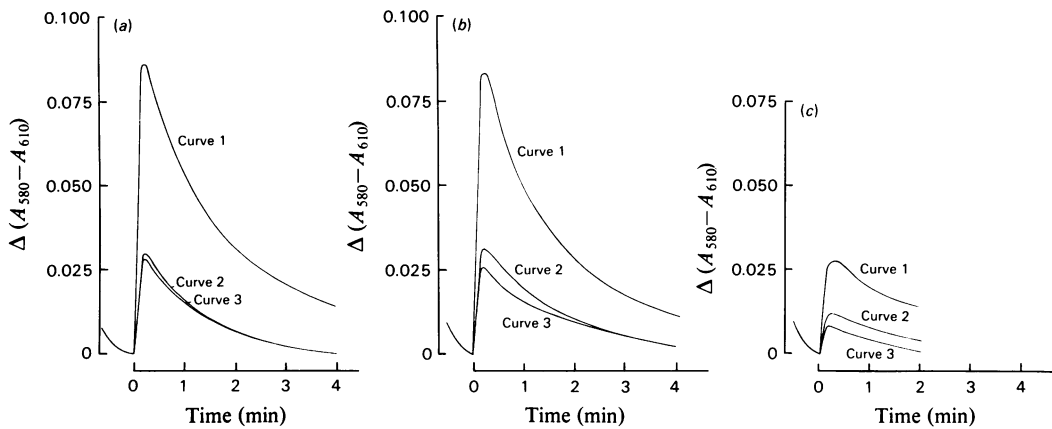 (a)
0.100
0.075
0.050
0.025
0
Δ (A580−A610)
Curve 1
Curve 2
Curve 3
0 1 2 3 4
Time (min)
(b)
0.100
0.075
0.050
0.025
0
Δ (A580−A610)
Curve 1
Curve 2
Curve 3
0 1 2 3 4
Time (min)
(c)
0.075
0.050
0.025
0
Δ (A580−A610)
Curve 1
Curve 2
Curve 3
0 1 2 3 4
Time (min)